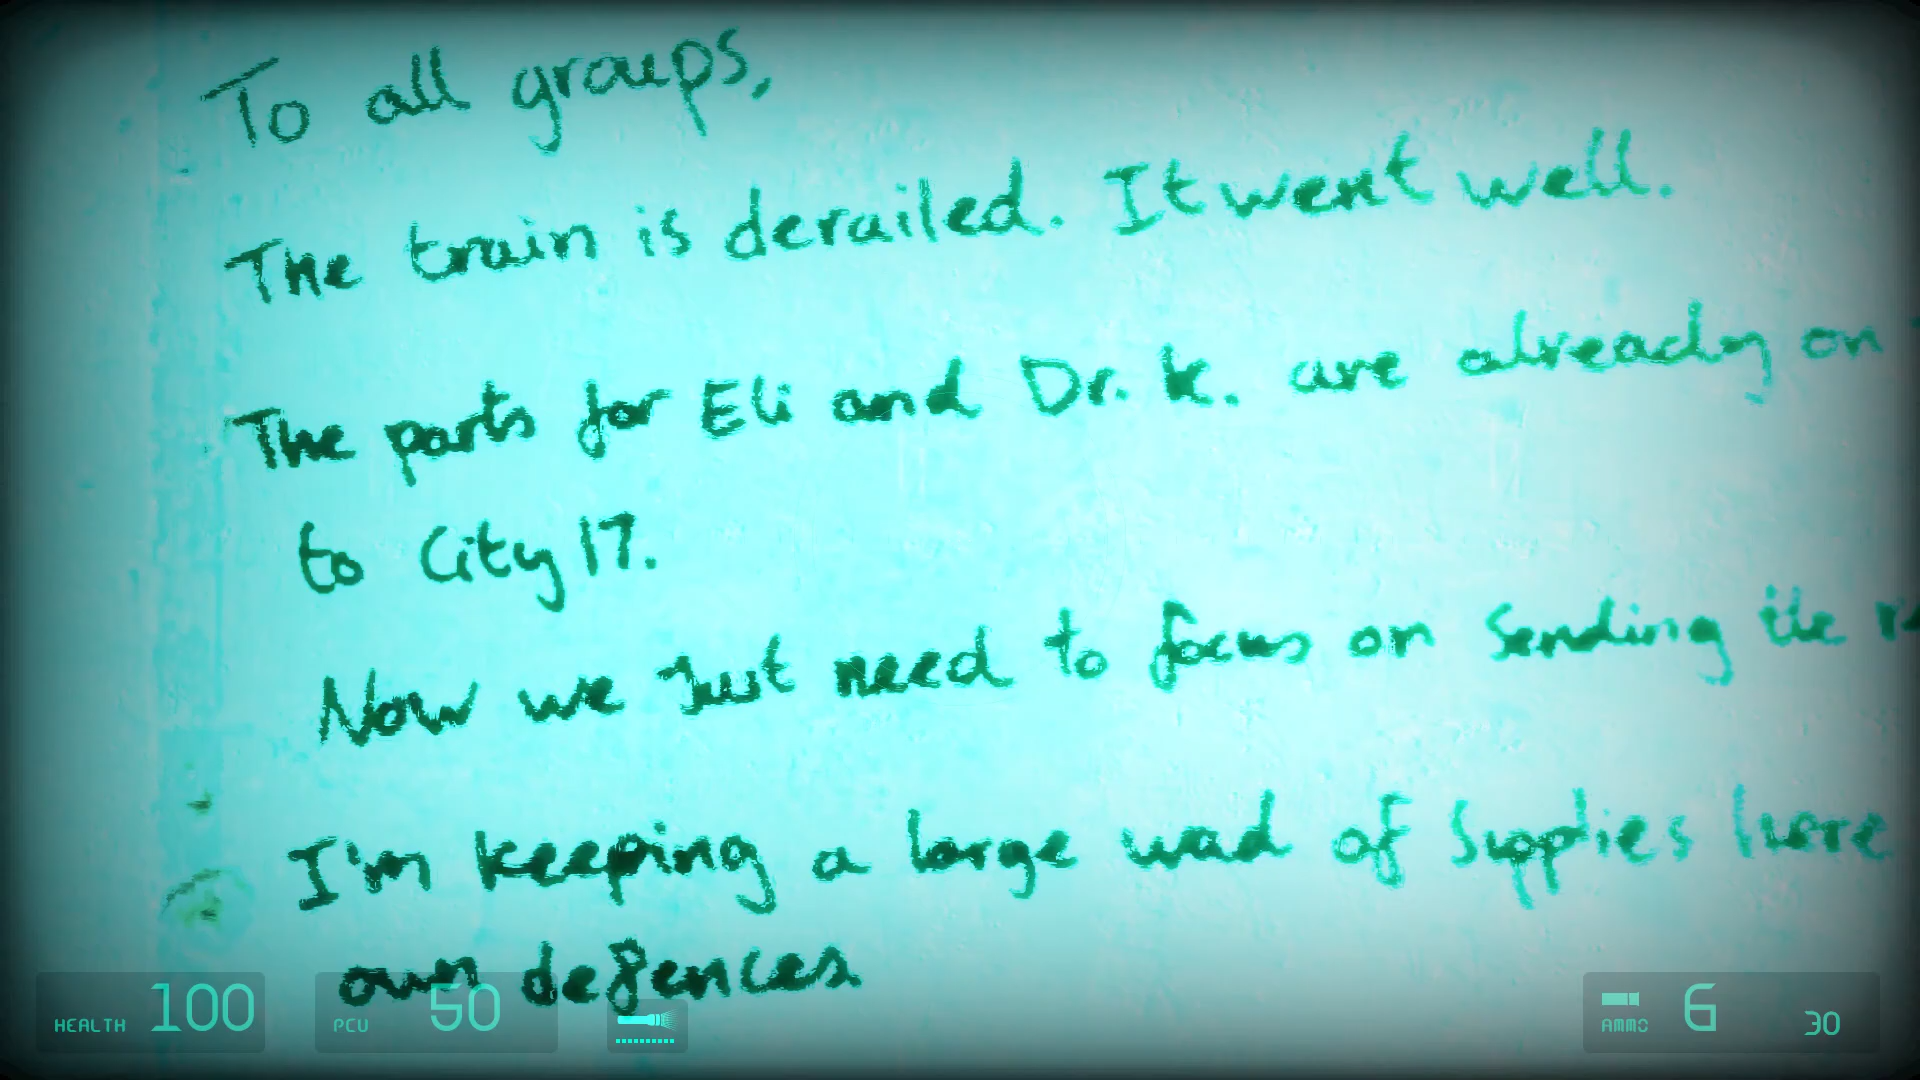 To all groups,
The train is derailed. It went well.
The parts for Eli and Dr. K. are already on
to City 17.
Now we Just need to focus on Sending the
I'm keeping a large wad of Supplies here
own defences
HEALTH 100
PCU 50
AMMO 6 30